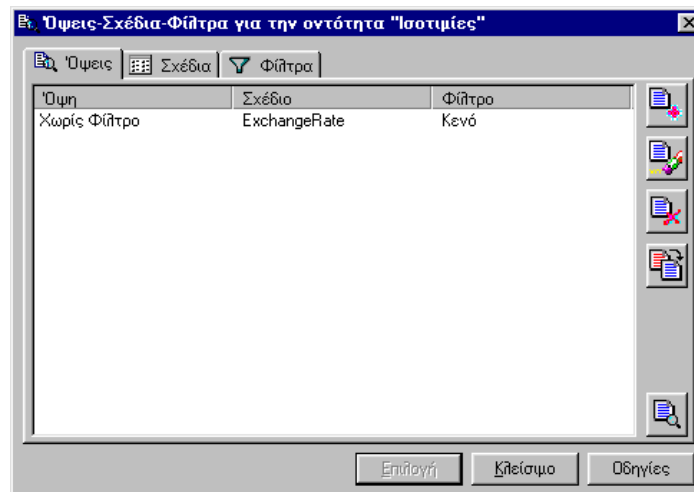 Όψεις-Σχέδια-Φίλτρα για την οντότητα "Ισοτιμίες"
Όψεις Σχέδια Φίλτρα
Όψη Σχέδιο Φίλτρο
Χωρίς Φίλτρο ExchangeRate Κενό
Επιλογή Κλείσιμο Οδηγίες